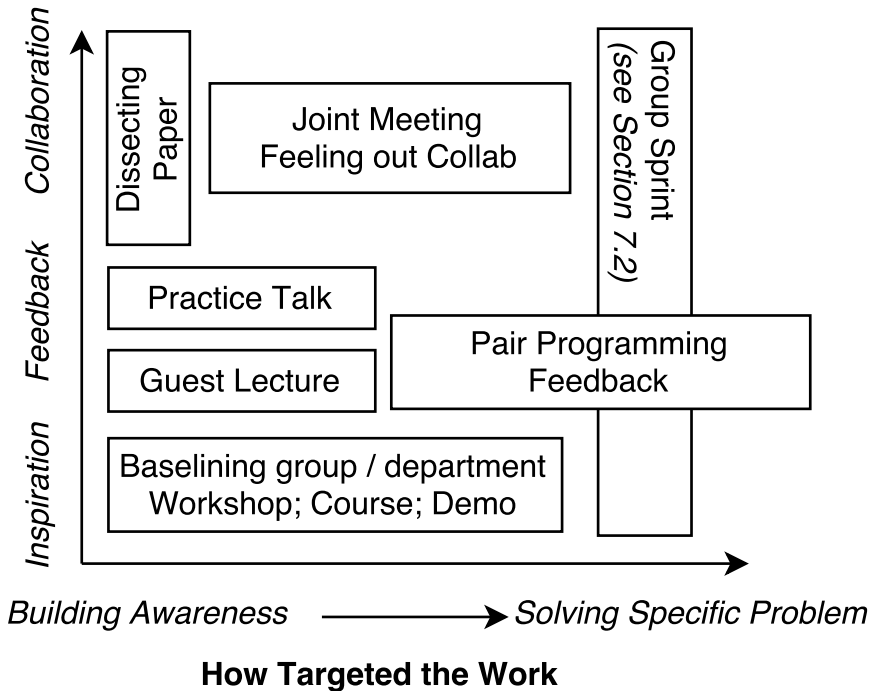 Collaboration
Feedback
Inspiration
Dissecting
Paper
Joint Meeting
Feeling out Collab
Group Sprint
(see Section 7.2)
Practice Talk
Guest Lecture
Pair Programming
Feedback
Baselining group / department
Workshop; Course; Demo
Building Awareness
Solving Specific Problem
How Targeted the Work